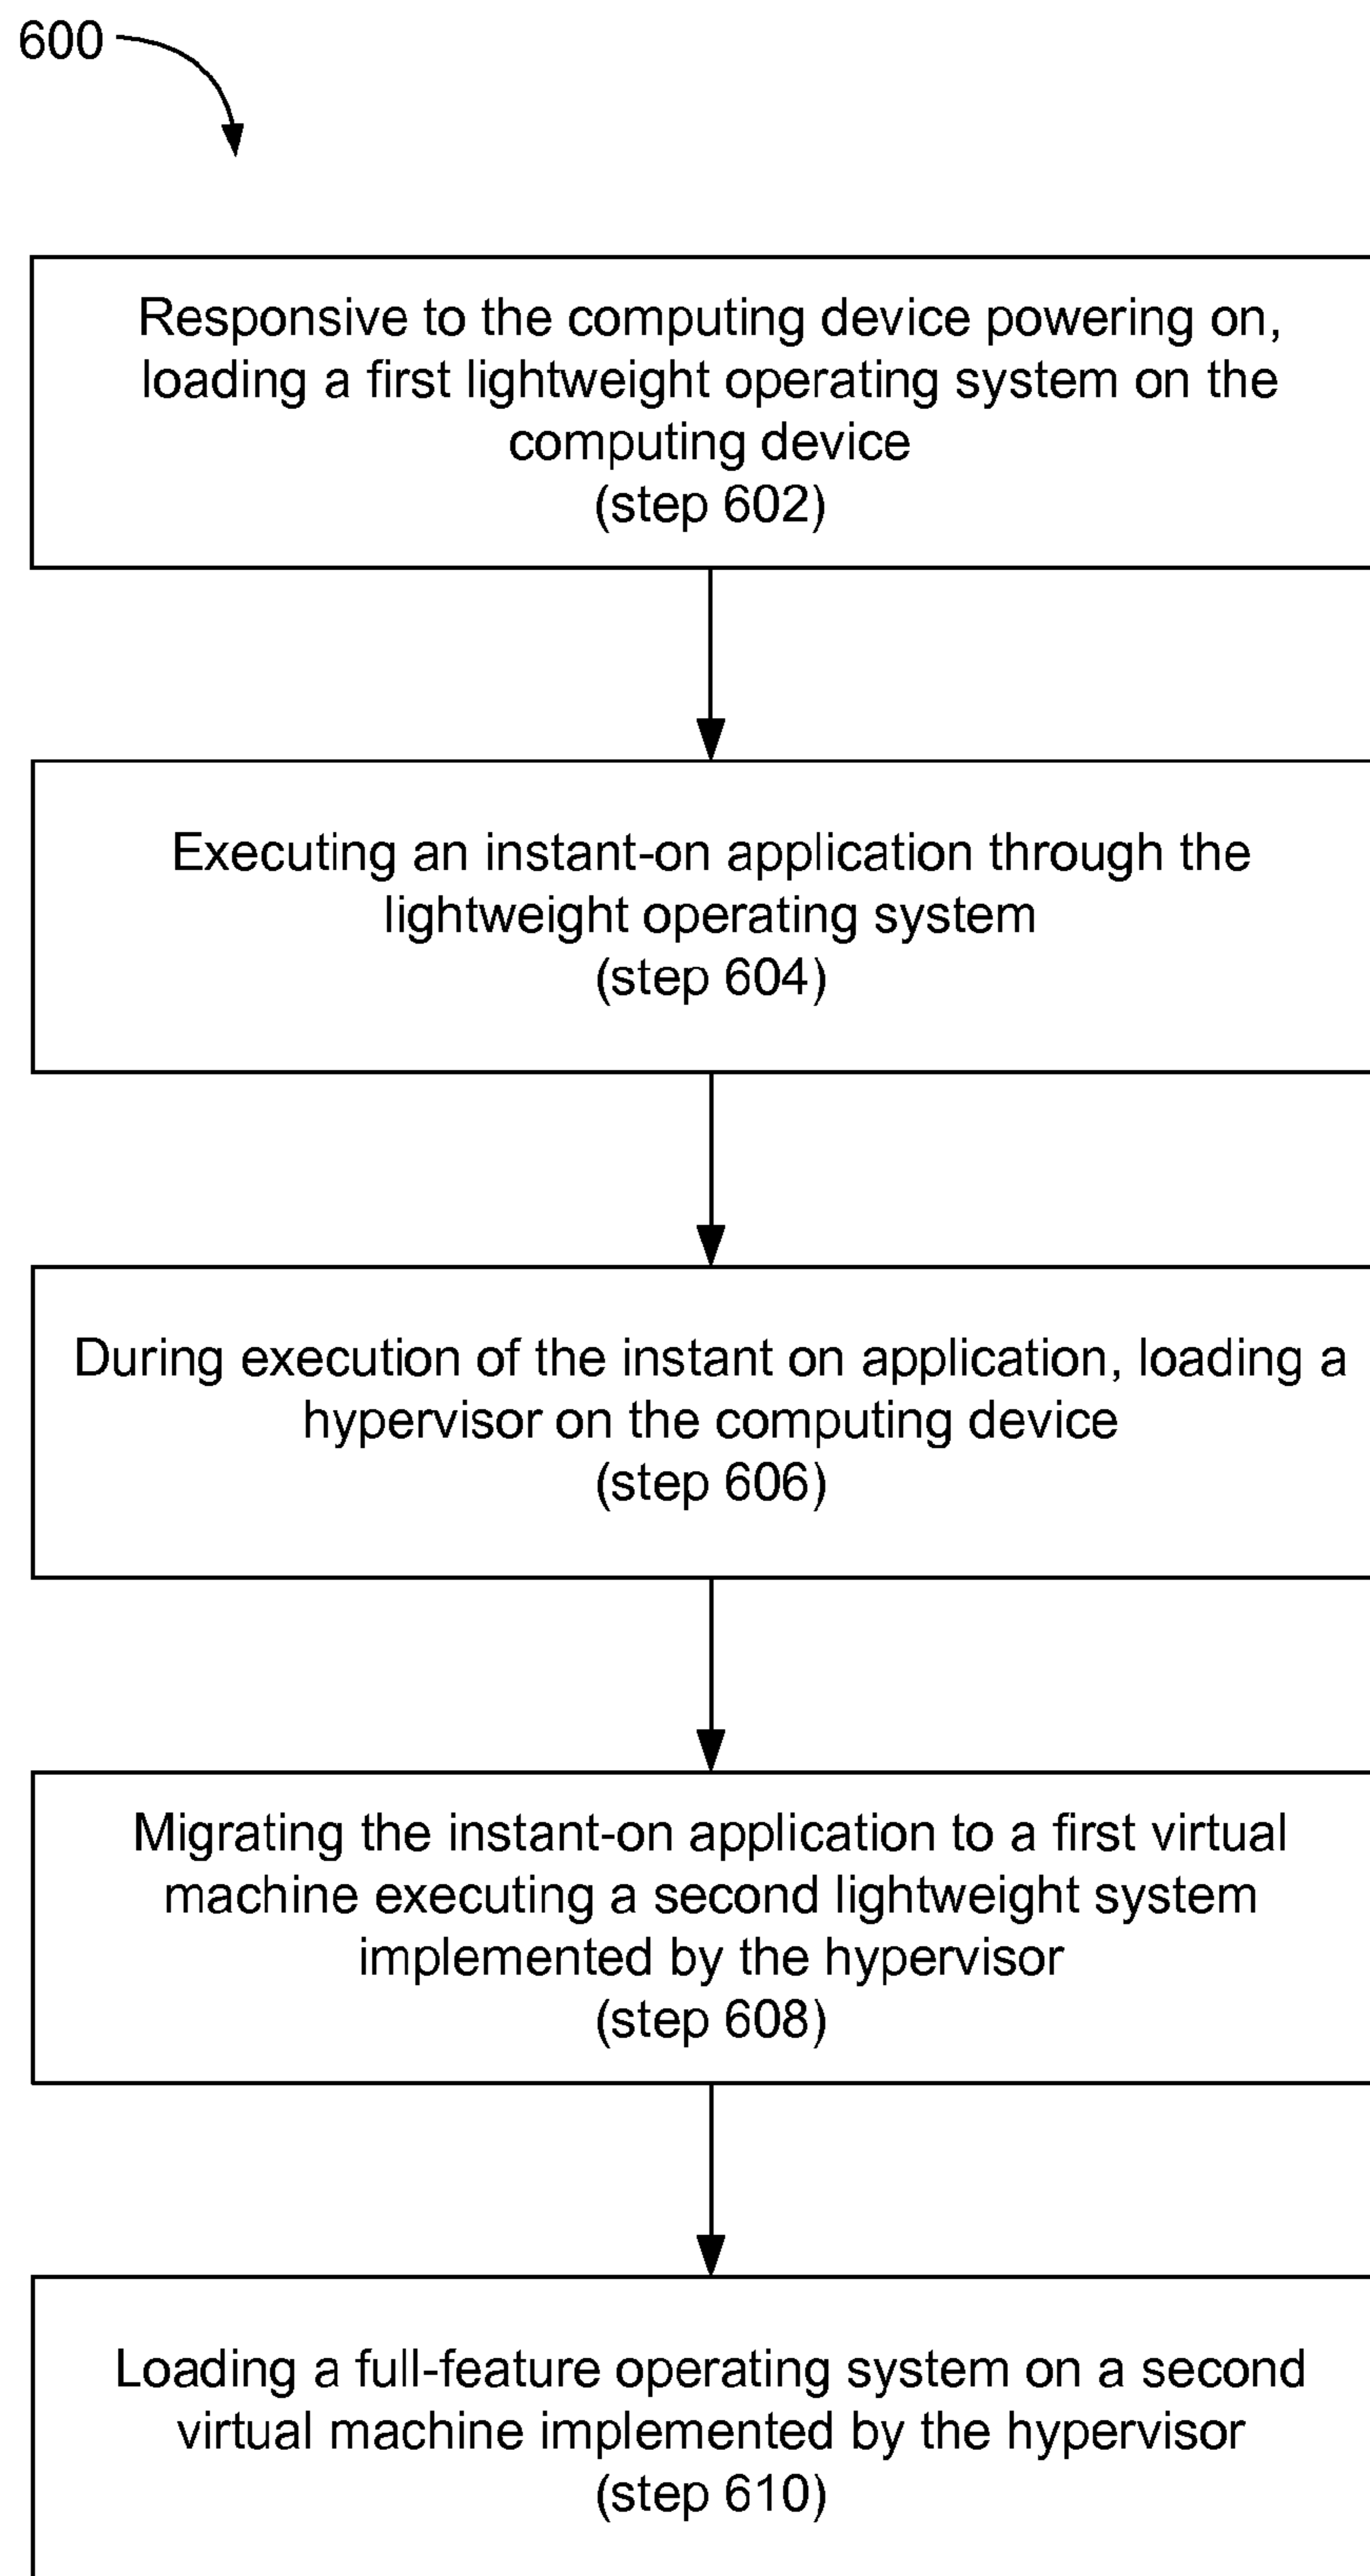 600
Responsive to the computing device powering on,
loading a first lightweight operating system on the
computing device
(step 602)
Executing an instant-on application through the
lightweight operating system
(step 604)
During execution of the instant on application, loading a
hypervisor on the computing device
(step 606)
Migrating the instant-on application to a first virtual
machine executing a second lightweight system
implemented by the hypervisor
(step 608)
Loading a full-feature operating system on a second
virtual machine implemented by the hypervisor
(step 610)